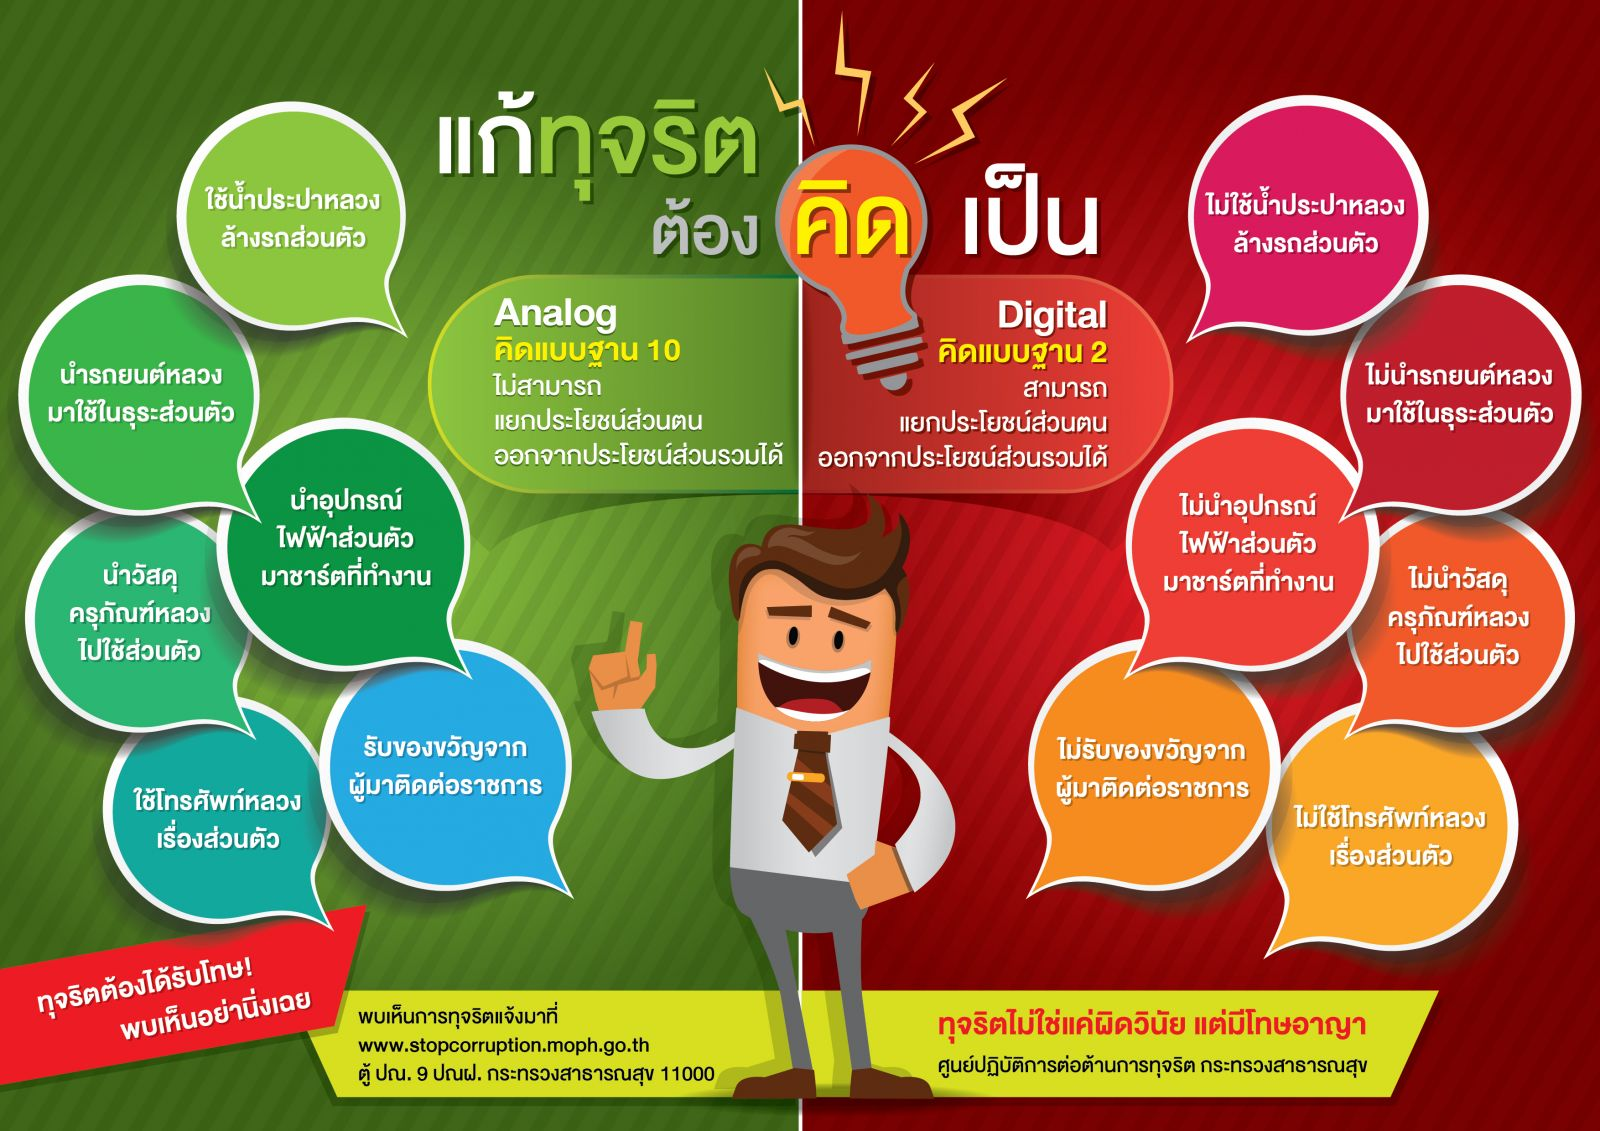 แก้ทุจริต
ต้อง คิด เป็น
Analog
คิดแบบฐาน 10
ไม่สามารถ
แยกประโยชน์ส่วนตน
ออกจากประโยชน์ส่วนรวมได้
Digital
คิดแบบฐาน 2
สามารถ
แยกประโยชน์ส่วนตน
ออกจากประโยชน์ส่วนรวมได้
ใช้น้ำประปาหลวง
ล้างรถส่วนตัว
นำรถยนต์หลวง
มาใช้ในธุระส่วนตัว
นำอุปกรณ์
ไฟฟ้าส่วนตัว
มาชาร์ตที่ทำงาน
นำวัสดุ
ครุภัณฑ์หลวง
ไปใช้ส่วนตัว
รับของขวัญจาก
ผู้มาติดต่อราชการ
ใช้โทรศัพท์หลวง
เรื่องส่วนตัว
ไม่ใช้น้ำประปาหลวง
ล้างรถส่วนตัว
ไม่นำรถยนต์หลวง
มาใช้ในธุระส่วนตัว
ไม่นำอุปกรณ์
ไฟฟ้าส่วนตัว
มาชาร์ตที่ทำงาน
ไม่นำวัสดุ
ครุภัณฑ์หลวง
ไปใช้ส่วนตัว
ไม่รับของขวัญจาก
ผู้มาติดต่อราชการ
ไม่ใช้โทรศัพท์หลวง
เรื่องส่วนตัว
ทุจริตต้องได้รับโทษ!
พบเห็นอย่านิ่งเฉย
พบเห็นการทุจริตแจ้งมาที่
www.stopcorruption.moph.go.th
ตู้ ปณ. 9 ปณฝ. กระทรวงสาธารณสุข 11000
ทุจริตไม่ใช่แค่ผิดวินัย แต่มีโทษอาญา
ศูนย์ปฏิบัติการต่อต้านการทุจริต กระทรวงสาธารณสุข